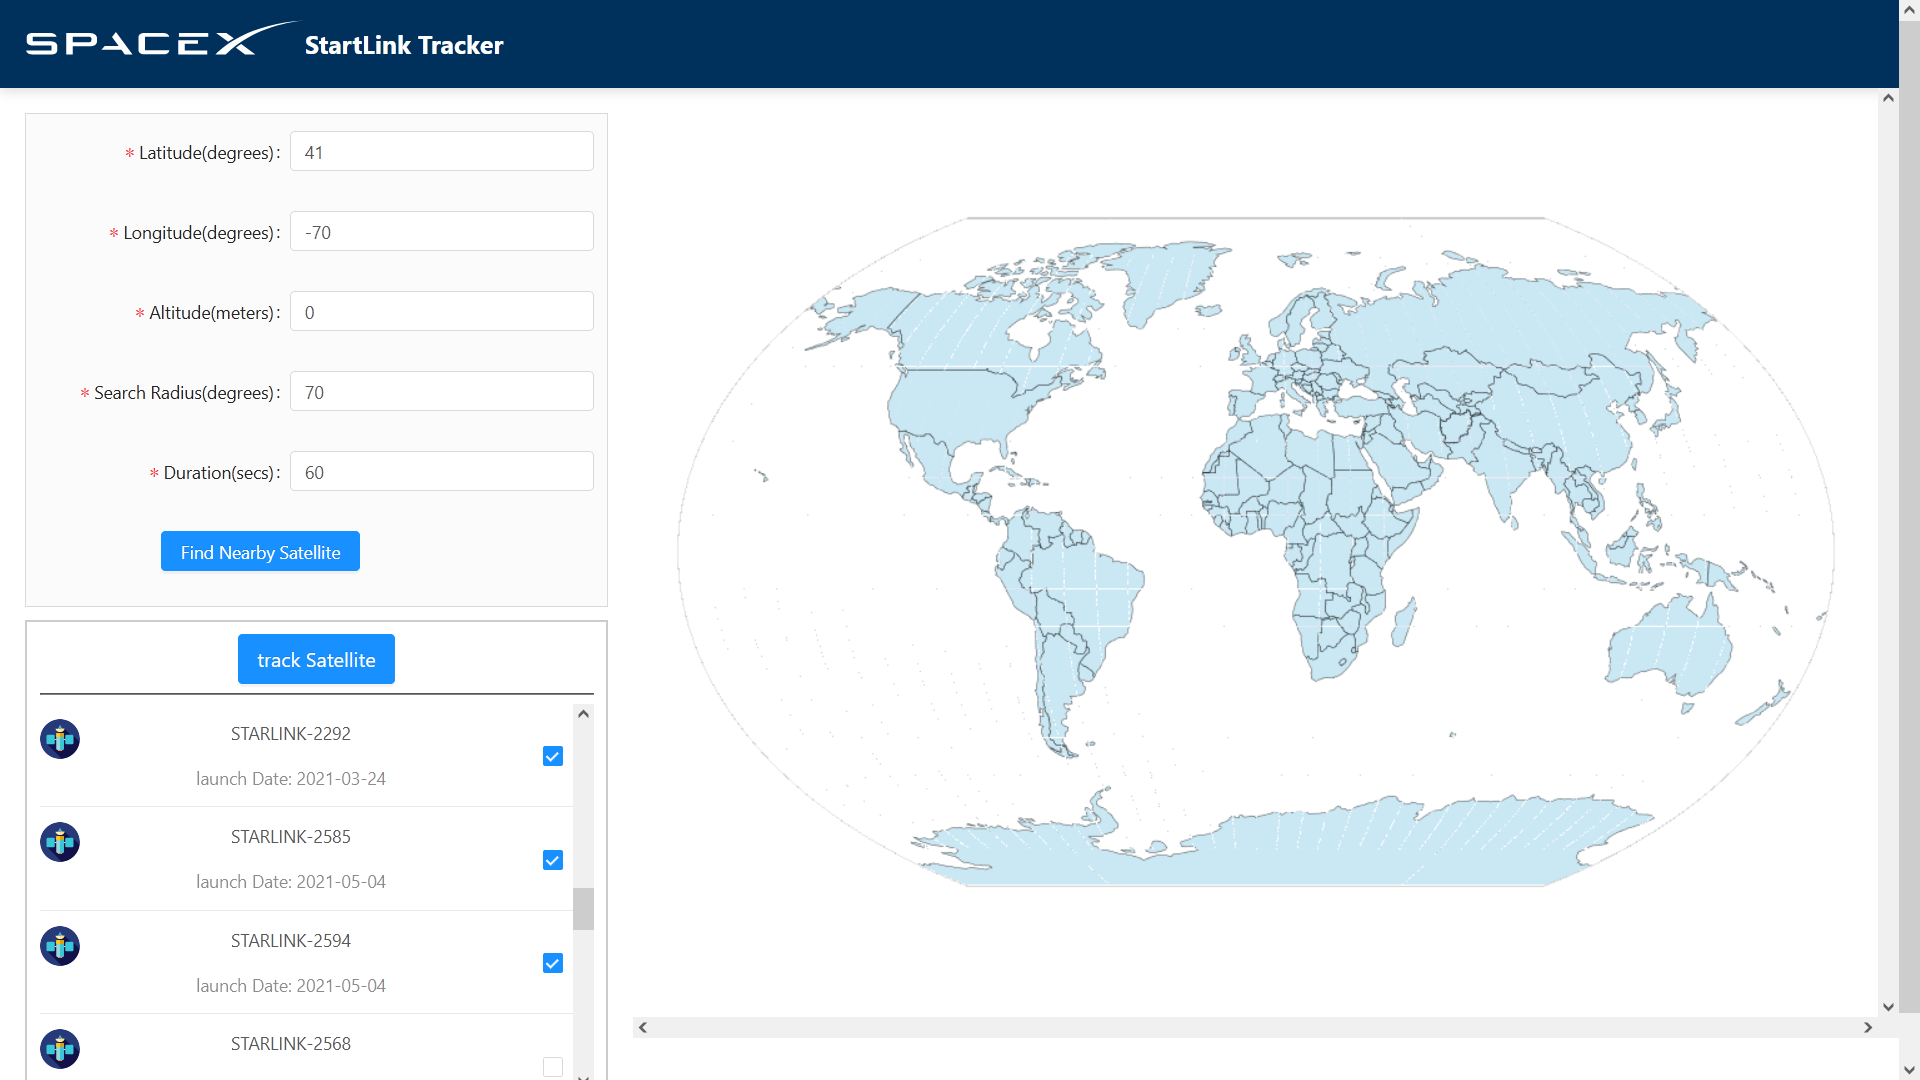 SPACEX StartLink Tracker
* Latitude(degrees): 41
* Longitude(degrees): -70
* Altitude(meters): 0
* Search Radius(degrees): 70
* Duration(secs): 60
Find Nearby Satellite
track Satellite
STARLINK-2292
launch Date: 2021-03-24
STARLINK-2585
launch Date: 2021-05-04
STARLINK-2594
launch Date: 2021-05-04
STARLINK-2568